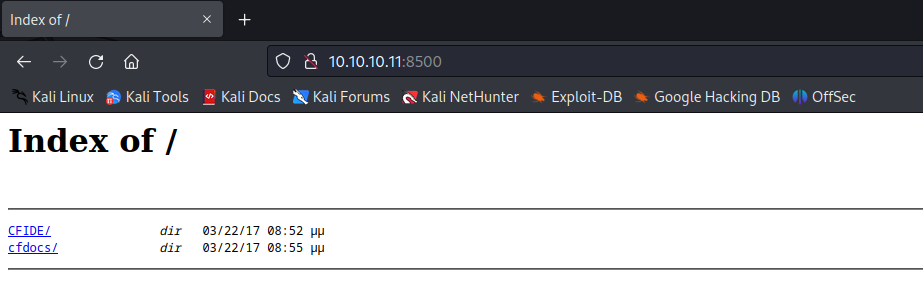 Index of /
10.10.10.11:8500
Kali Linux Kali Tools Kali Docs Kali Forums Kali NetHunter Exploit-DB Google Hacking DB OffSec
Index of /
CFIDE/ dir 03/22/17 08:52 μμ
cfdocs/ dir 03/22/17 08:55 μμ